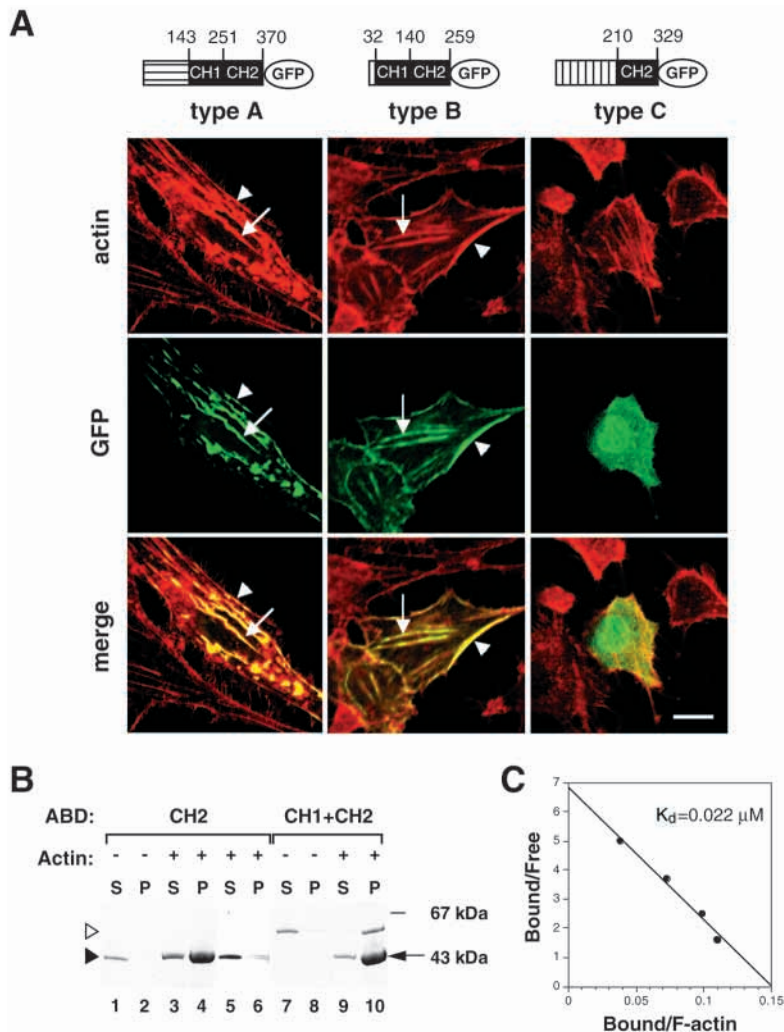 A
143 251 370
32 140 259
210 329
CH1 CH2 GFP
CH1 CH2 GFP
CH2 GFP
type A type B type C
actin
GFP
merge
B
ABD: CH2 CH1+CH2
Actin: - - + + + + - - + +
S P S P S P S P S P
67 kDa
43 kDa
1 2 3 4 5 6 7 8 9 10
C
Kd=0.022 µM
Bound/Free
7
6
5
4
3
2
1
0
0 0.05 0.1 0.15
Bound/F-actin